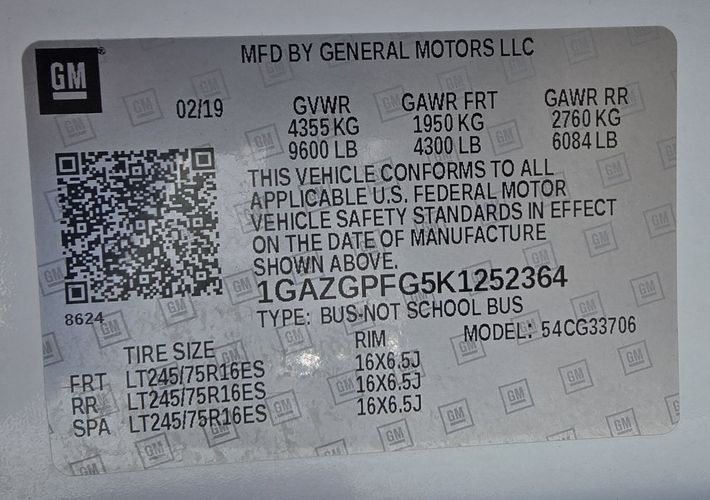 GM
MFD BY GENERAL MOTORS LLC
02/19
GVWR GAWR FRT GAWR RR
4355 KG 1950 KG 2760 KG
9600 LB 4300 LB 6084 LB
THIS VEHICLE CONFORMS TO ALL
APPLICABLE U.S. FEDERAL MOTOR
VEHICLE SAFETY STANDARDS IN EFFECT
ON THE DATE OF MANUFACTURE
SHOWN ABOVE.
1GAZGPFG5K1252364
8624
TYPE: BUS-NOT SCHOOL BUS
MODEL: 54CG33706
TIRE SIZE RIM
FRT LT245/75R16ES 16X6.5J
RR LT245/75R16ES 16X6.5J
SPA LT245/75R16ES 16X6.5J